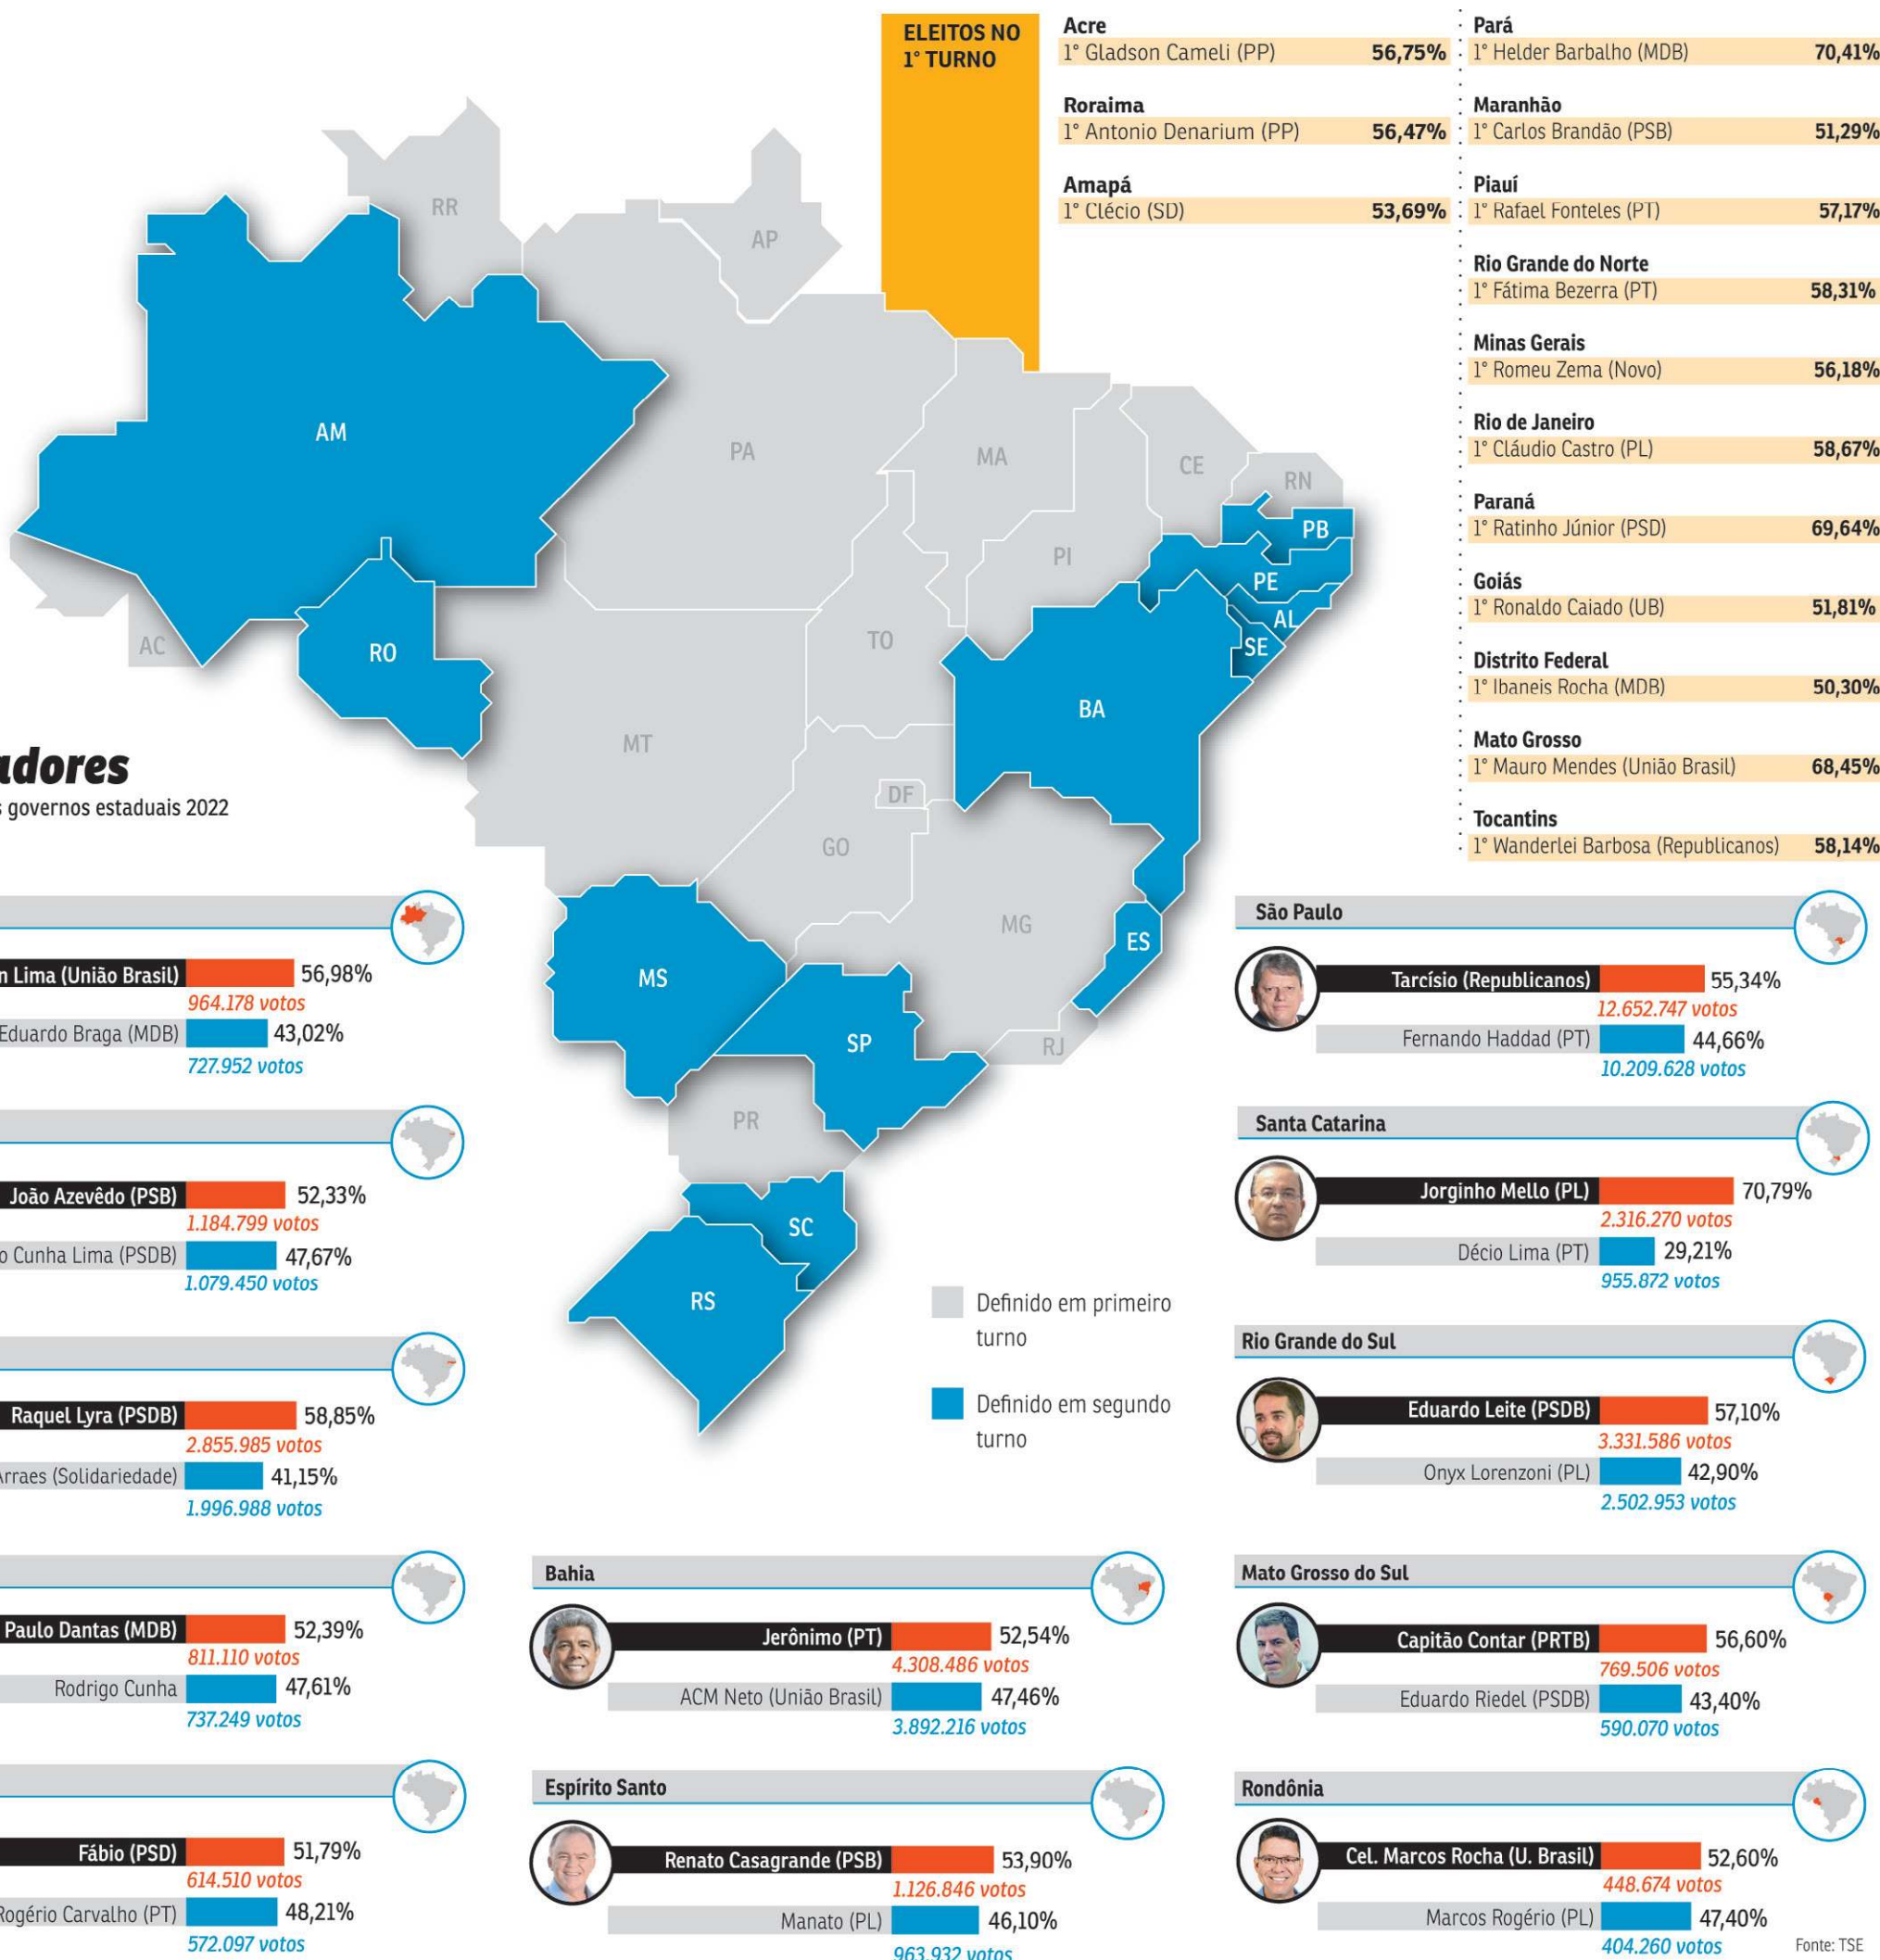 ELEITOS NO
1° TURNO
Acre
1° Gladson Cameli (PP) 56,75%
Roraima
1° Antonio Denarium (PP) 56,47%
Amapá
1° Clécio (SD) 53,69%
Pará
1° Helder Barbalho (MDB) 70,41%
Maranhão
1° Carlos Brandão (PSB) 51,29%
Piauí
1° Rafael Fonteles (PT) 57,17%
Rio Grande do Norte
1° Fátima Bezerra (PT) 58,31%
Minas Gerais
1° Romeu Zema (Novo) 56,18%
Rio de Janeiro
1° Cláudio Castro (PL) 58,67%
Paraná
1° Ratinho Júnior (PSD) 69,64%
Goiás
1° Ronaldo Caiado (UB) 51,81%
Distrito Federal
1° Ibaneis Rocha (MDB) 50,30%
Mato Grosso
1° Mauro Mendes (União Brasil) 68,45%
Tocantins
1° Wanderlei Barbosa (Republicanos) 58,14%
RR
AP
AM
PA
MA
CE
RN
PB
PI
PE
AL
SE
AC
RO
TO
BA
MT
DF
GO
MG
ES
MS
SP
RJ
PR
SC
RS
adores
s governos estaduais 2022
Definido em primeiro
turno
Definido em segundo
turno
n Lima (União Brasil) 56,98%
964.178 votos
Eduardo Braga (MDB) 43,02%
727.952 votos
João Azevêdo (PSB) 52,33%
1.184.799 votos
o Cunha Lima (PSDB) 47,67%
1.079.450 votos
Raquel Lyra (PSDB) 58,85%
2.855.985 votos
Arraes (Solidariedade) 41,15%
1.996.988 votos
Paulo Dantas (MDB) 52,39%
811.110 votos
Rodrigo Cunha 47,61%
737.249 votos
Fábio (PSD) 51,79%
614.510 votos
Rogério Carvalho (PT) 48,21%
572.097 votos
Bahia
Jerônimo (PT) 52,54%
4.308.486 votos
ACM Neto (União Brasil) 47,46%
3.892.216 votos
Espírito Santo
Renato Casagrande (PSB) 53,90%
1.126.846 votos
Manato (PL) 46,10%
963.932 votos
São Paulo
Tarcísio (Republicanos) 55,34%
12.652.747 votos
Fernando Haddad (PT) 44,66%
10.209.628 votos
Santa Catarina
Jorginho Mello (PL) 70,79%
2.316.270 votos
Décio Lima (PT) 29,21%
955.872 votos
Rio Grande do Sul
Eduardo Leite (PSDB) 57,10%
3.331.586 votos
Onyx Lorenzoni (PL) 42,90%
2.502.953 votos
Mato Grosso do Sul
Capitão Contar (PRTB) 56,60%
769.506 votos
Eduardo Riedel (PSDB) 43,40%
590.070 votos
Rondônia
Cel. Marcos Rocha (U. Brasil) 52,60%
448.674 votos
Marcos Rogério (PL) 47,40%
404.260 votos
Fonte: TSE